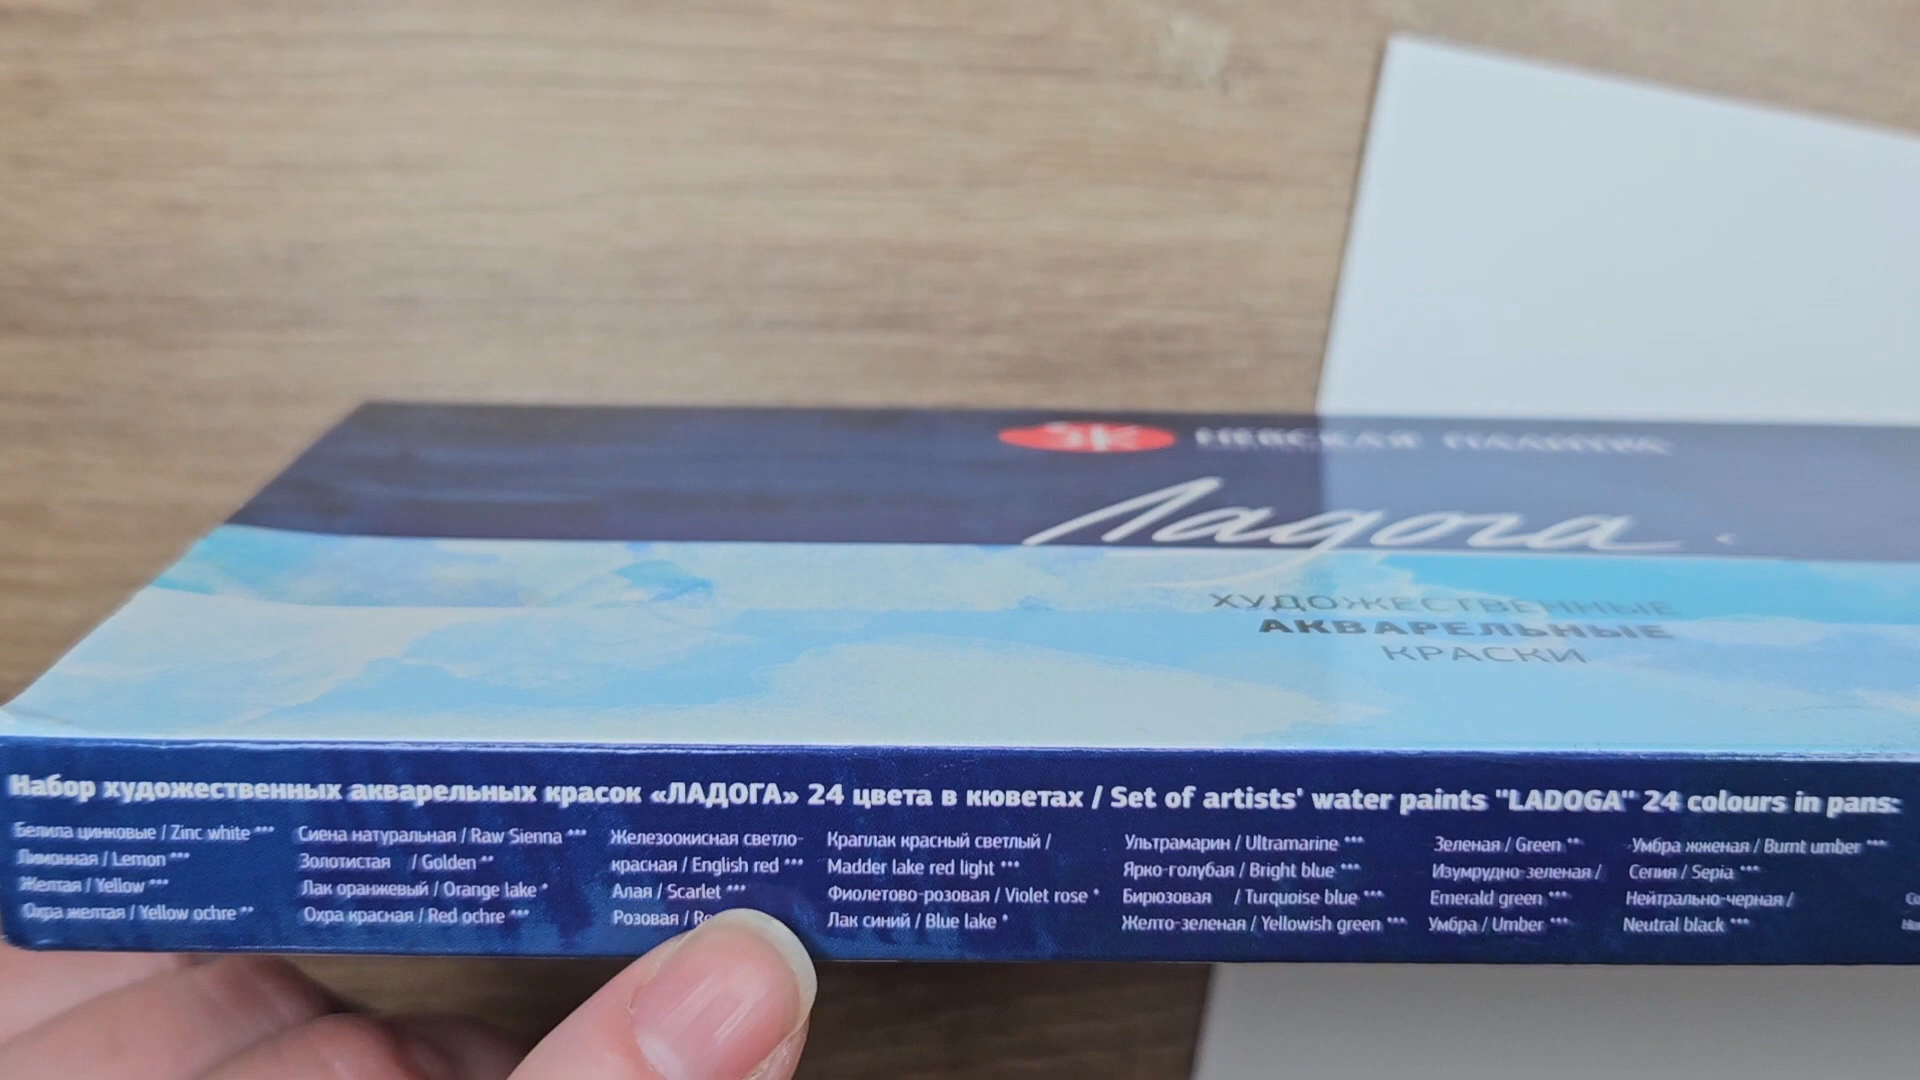 НЕВСКАЯ ПАЛИТРА
Ладога
ХУДОЖЕСТВЕННЫЕ
АКВАРЕЛЬНЫЕ
КРАСКИ
Набор художественных акварельных красок «ЛАДОГА» 24 цвета в кюветах / Set of artists' water paints "LADOGA" 24 colours in pans:
Белила цинковые / Zinc white ***
Лимонная / Lemon ***
Желтая / Yellow ***
Охра желтая / Yellow ochre **
Сиена натуральная / Raw Sienna ***
Золотистая / Golden **
Лак оранжевый / Orange lake *
Охра красная / Red ochre ***
Железоокисная светло-
красная / English red ***
Алая / Scarlet ***
Розовая /
Краплак красный светлый /
Madder lake red light ***
Фиолетово-розовая / Violet rose *
Лак синий / Blue lake *
Ультрамарин / Ultramarine ***
Ярко-голубая / Bright blue ***
Бирюзовая / Turquoise blue ***
Желто-зеленая / Yellowish green ***
Зеленая / Green **
Изумрудно-зеленая /
Emerald green ***
Умбра / Umber ***
Умбра жженая / Burnt umber ***
Сепия / Sepia ***
Нейтрально-черная /
Neutral black ***